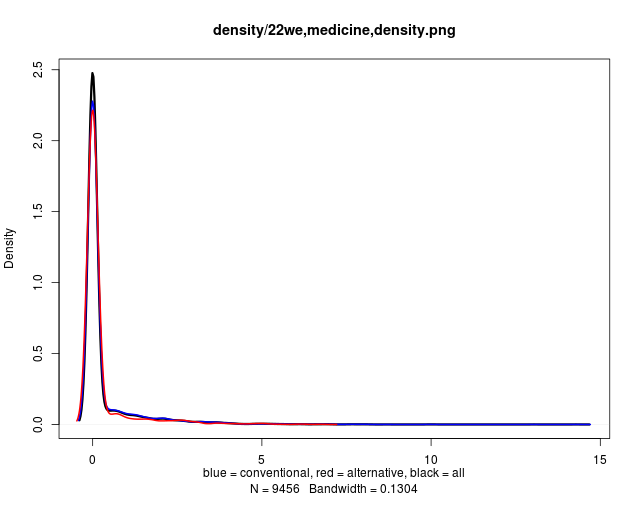 density/22we,medicine,density.png
Density
2.5
2.0
1.5
1.0
0.5
0.0
0 5 10 15
blue = conventional, red = alternative, black = all
N = 9456 Bandwidth = 0.1304